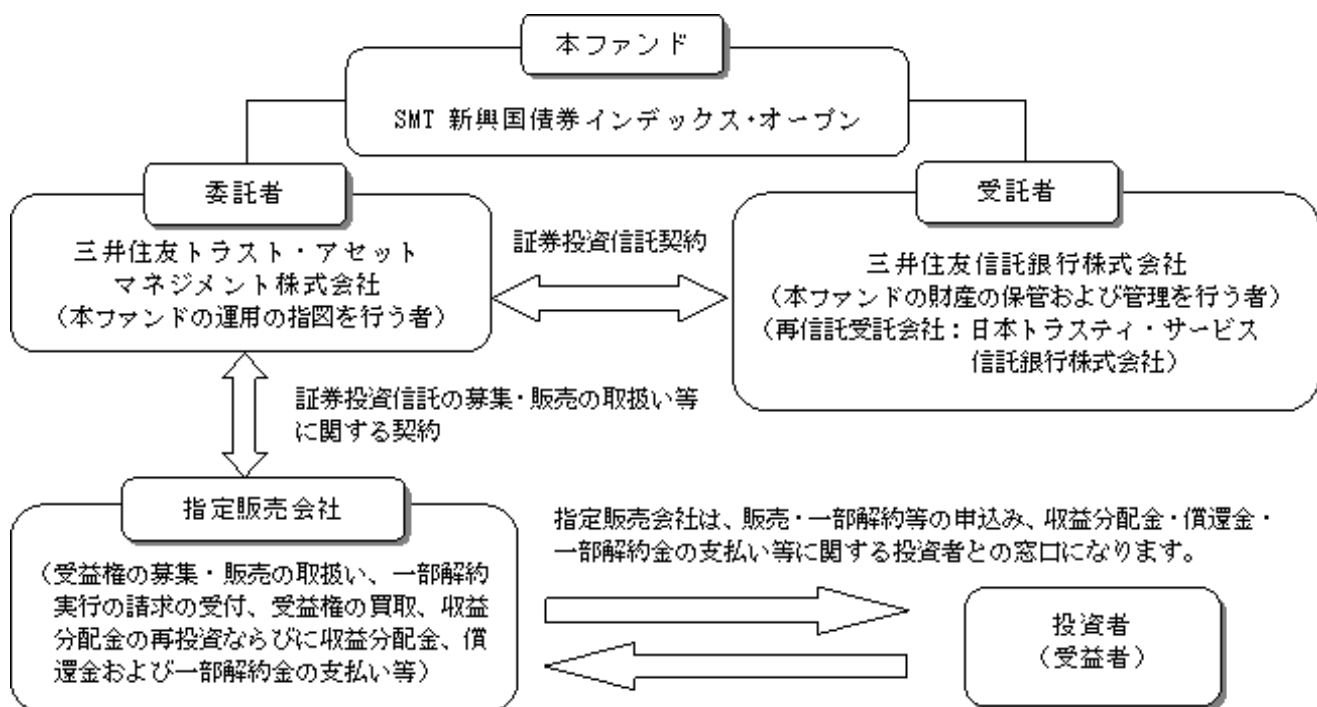 本ファンド
SMT 新興国債券インデックス・オープン
委託者
三井住友トラスト・アセット
マネジメント株式会社
(本ファンドの運用の指図を行う者)
証券投資信託契約
受託者
三井住友信託銀行株式会社
(本ファンドの財産の保管および管理を行う者)
(再信託受託会社:日本トラスティ・サービス
信託銀行株式会社)
証券投資信託の募集・販売の取扱い等
に関する契約
指定販売会社
(受益権の募集・販売の取扱い、一部解約
実行の請求の受付、受益権の買取、収益
分配金の再投資ならびに収益分配金、償
還金および一部解約金の支払い等)
指定販売会社は、販売・一部解約等の申込み、収益分配金・償還金・
一部解約金の支払い等に関する投資者との窓口になります。
投資者
(受益者)